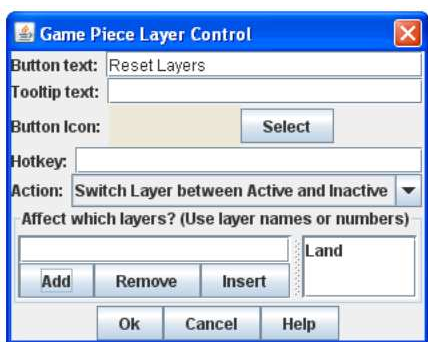 Game Piece Layer Control
Button text: Reset Layers
Tooltip text:
Button Icon: Select
Hotkey:
Action: Switch Layer between Active and Inactive
Affect which layers? (Use layer names or numbers)
Land
Add Remove Insert
Ok Cancel Help